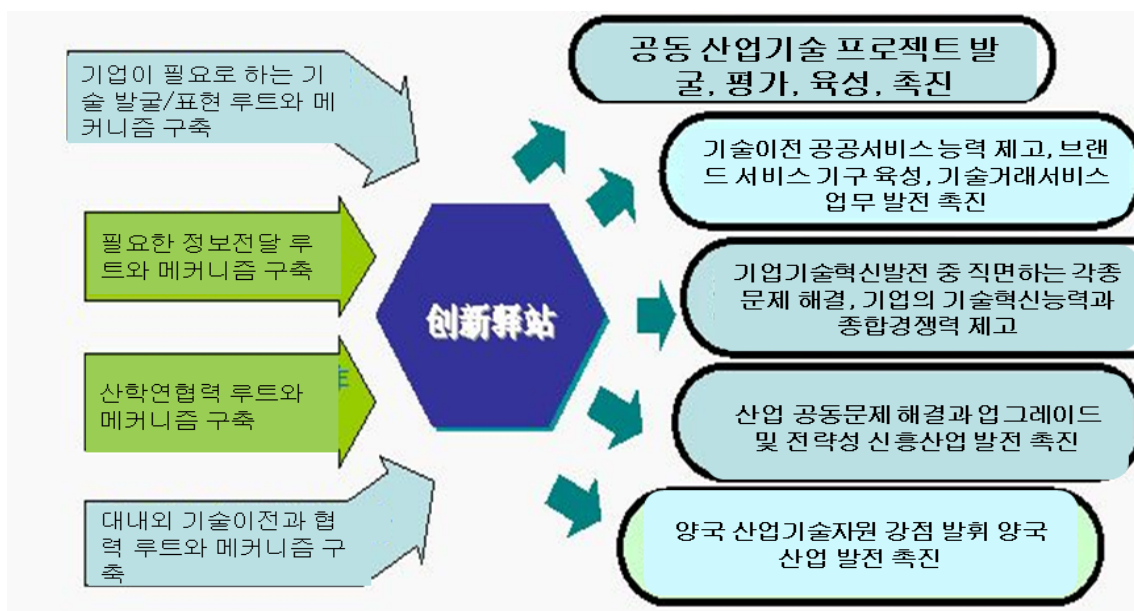 기업이 필요로 하는 기
술 발굴/표현 루트와 메
커니즘 구축
필요한 정보전달 루
트와 메커니즘 구축
산학연협력 루트와
메커니즘 구축
대내외 기술이전과 협
력 루트와 메커니즘 구
축
创新驿站
공동 산업기술 프로젝트 발
굴, 평가, 육성, 촉진
기술이전 공공서비스 능력 제고, 브랜
드 서비스 기구 육성, 기술거래서비스
업무 발전 촉진
기업기술혁신발전 중 직면하는 각종
문제 해결, 기업의 기술혁신능력과
종합경쟁력 제고
산업 공동문제 해결과 업그레이드
및 전략성 신흥산업 발전 촉진
양국 산업기술자원 강점 발휘 양국
산업 발전 촉진